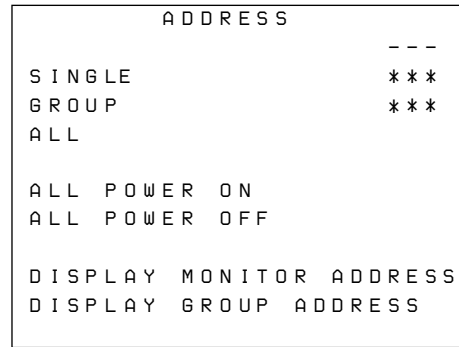 ADDRESS
---
SINGLE ***
GROUP ***
ALL
ALL POWER ON
ALL POWER OFF
DISPLAY MONITOR ADDRESS
DISPLAY GROUP ADDRESS